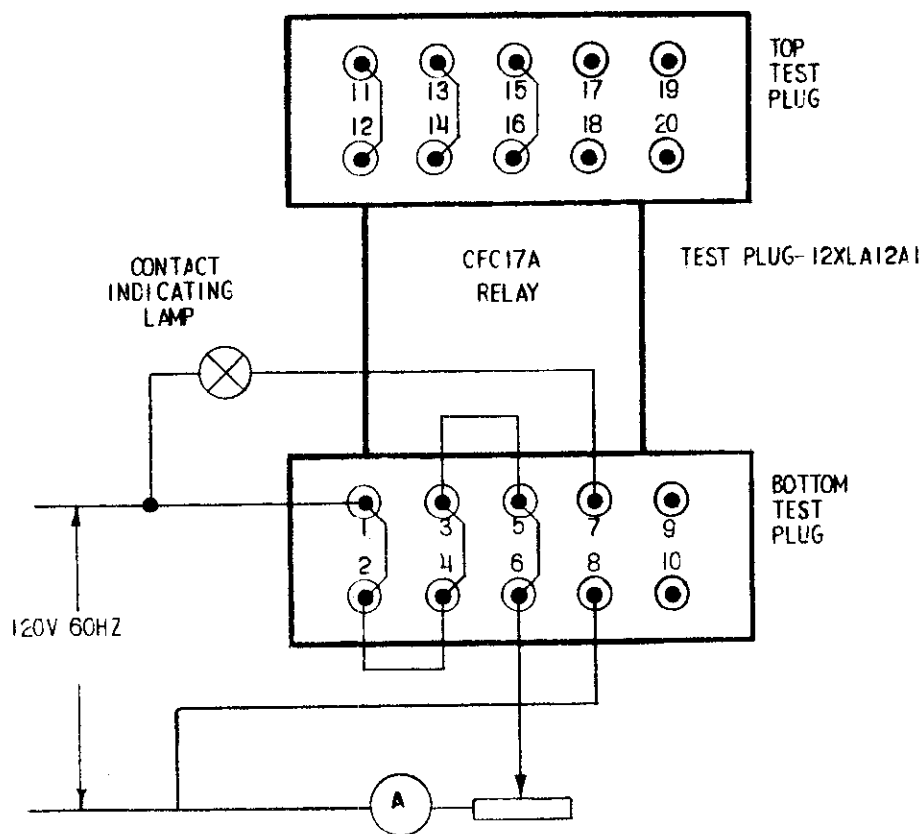 TOP
TEST
PLUG
11 13 15 17 19
12 14 16 18 20
CFC17A
RELAY
TEST PLUG-12XLA12A1
CONTACT
INDICATING
LAMP
BOTTOM
TEST
PLUG
1 3 5 7 9
2 4 6 8 10
120V 60HZ
A